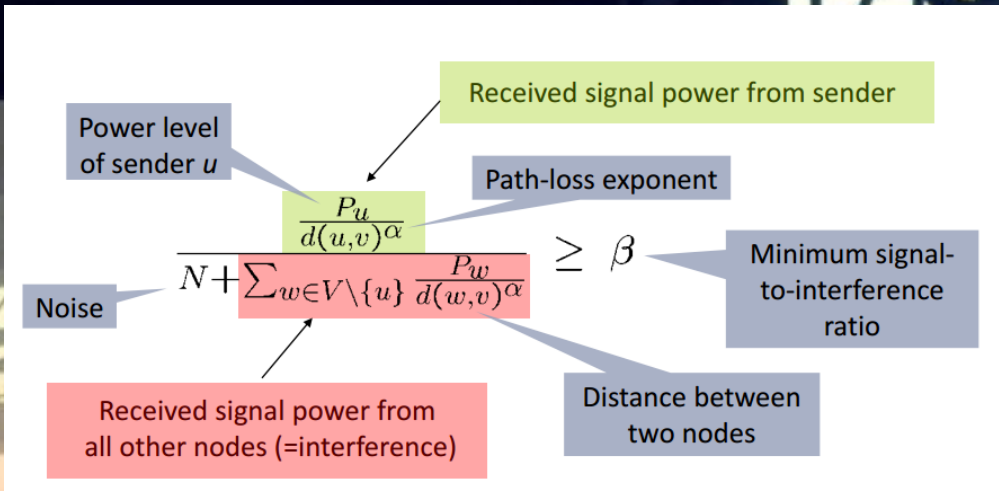 Received signal power from sender
Power level
of sender u
Path-loss exponent
P_u
d(u,v)^α
N+∑_{w∈V\{u}} P_w
d(w,v)^α
≥ β
Minimum signal-
to-interference
ratio
Noise
Received signal power from
all other nodes (=interference)
Distance between
two nodes